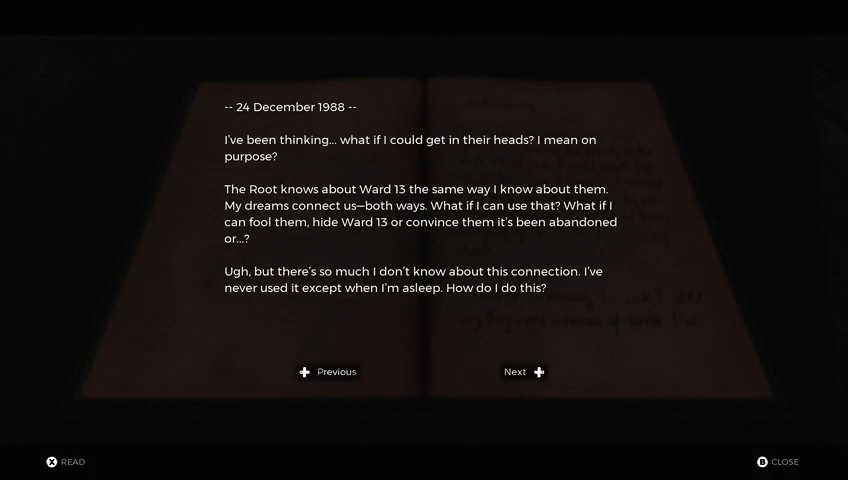 -- 24 December 1988 --
I've been thinking... what if I could get in their heads? I mean on
purpose?
The Root knows about Ward 13 the same way I know about them.
My dreams connect us—both ways. What if I can use that? What if I
can fool them, hide Ward 13 or convince them it's been abandoned
or...?
Ugh, but there's so much I don't know about this connection. I've
never used it except when I'm asleep. How do I do this?
Previous
Next
X READ
B CLOSE